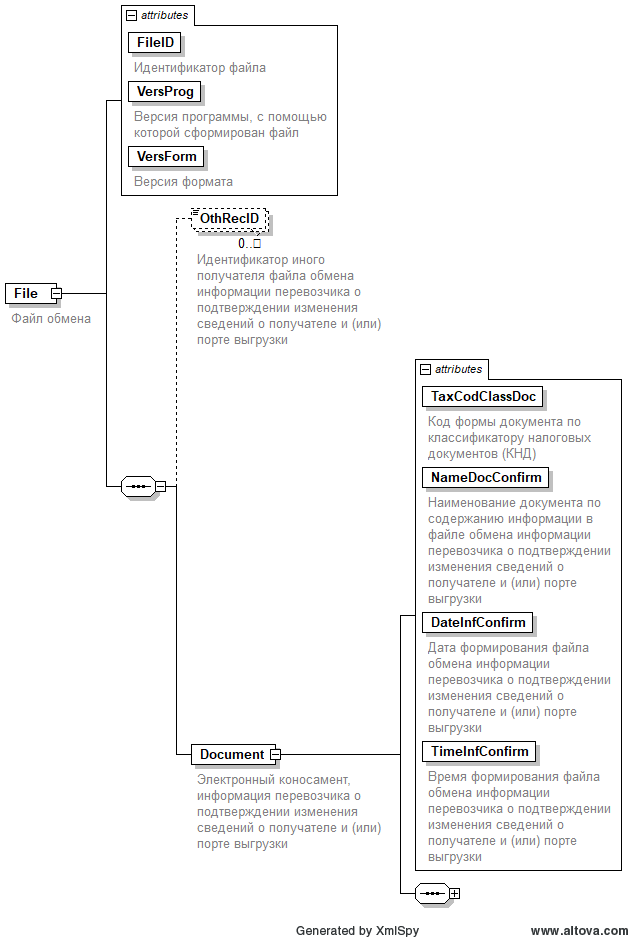 attributes
FileID
Идентификатор файла
VersProg
Версия программы, с помощью
которой сформирован файл
VersForm
Версия формата
OthRecID
0..□
Идентификатор иного
получателя файла обмена
информации перевозчика о
подтверждении изменения
сведений о получателе и (или)
порте выгрузки
File
Файл обмена
attributes
TaxCodClassDoc
Код формы документа по
классификатору налоговых
документов (КНД)
NameDocConfirm
Наименование документа по
содержанию информации в
файле обмена информации
перевозчика о подтверждении
изменения сведений о
получателе и (или) порте
выгрузки
DateInfConfirm
Дата формирования файла
обмена информации
перевозчика о подтверждении
изменения сведений о
получателе и (или) порте
выгрузки
TimeInfConfirm
Время формирования файла
обмена информации
перевозчика о подтверждении
изменения сведений о
получателе и (или) порте
выгрузки
Document
Электронный коносамент,
информация перевозчика о
подтверждении изменения
сведений о получателе и (или)
порте выгрузки
Generated by XmlSpy
www.altova.com